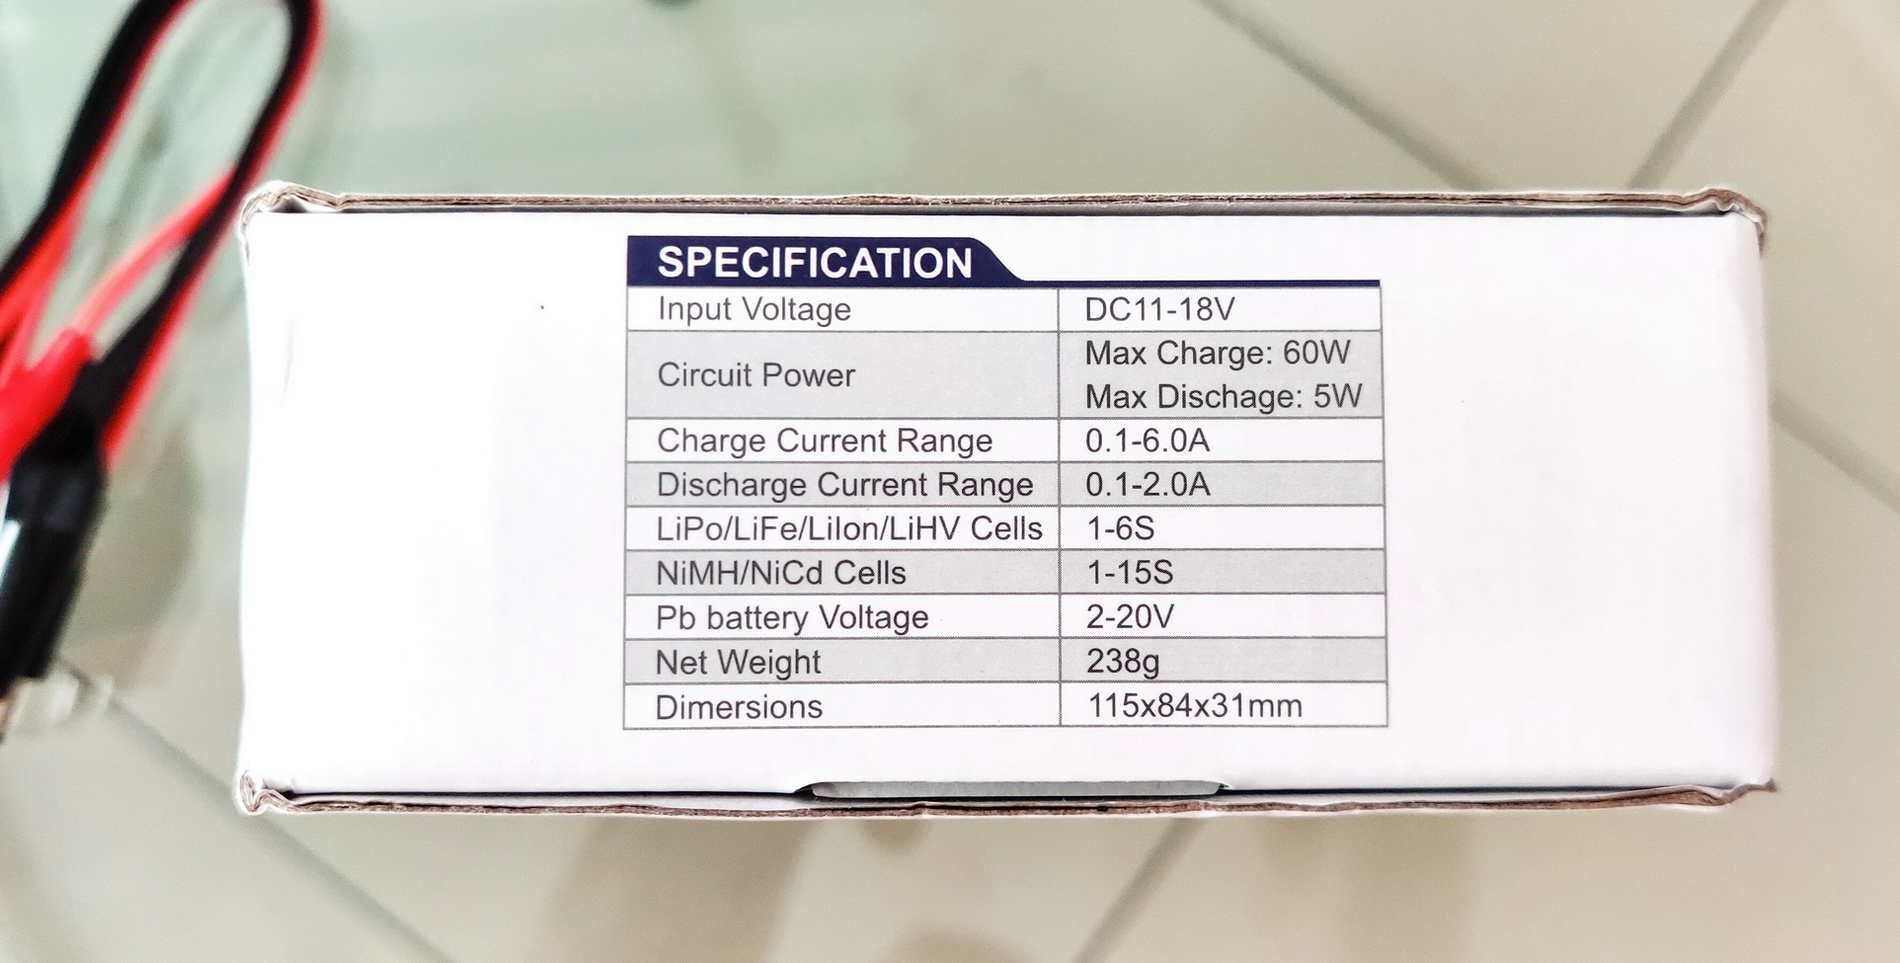 SPECIFICATION
Input Voltage DC11-18V
Circuit Power Max Charge: 60W
Max Dischage: 5W
Charge Current Range 0.1-6.0A
Discharge Current Range 0.1-2.0A
LiPo/LiFe/LiIon/LiHV Cells 1-6S
NiMH/NiCd Cells 1-15S
Pb battery Voltage 2-20V
Net Weight 238g
Dimersions 115x84x31mm